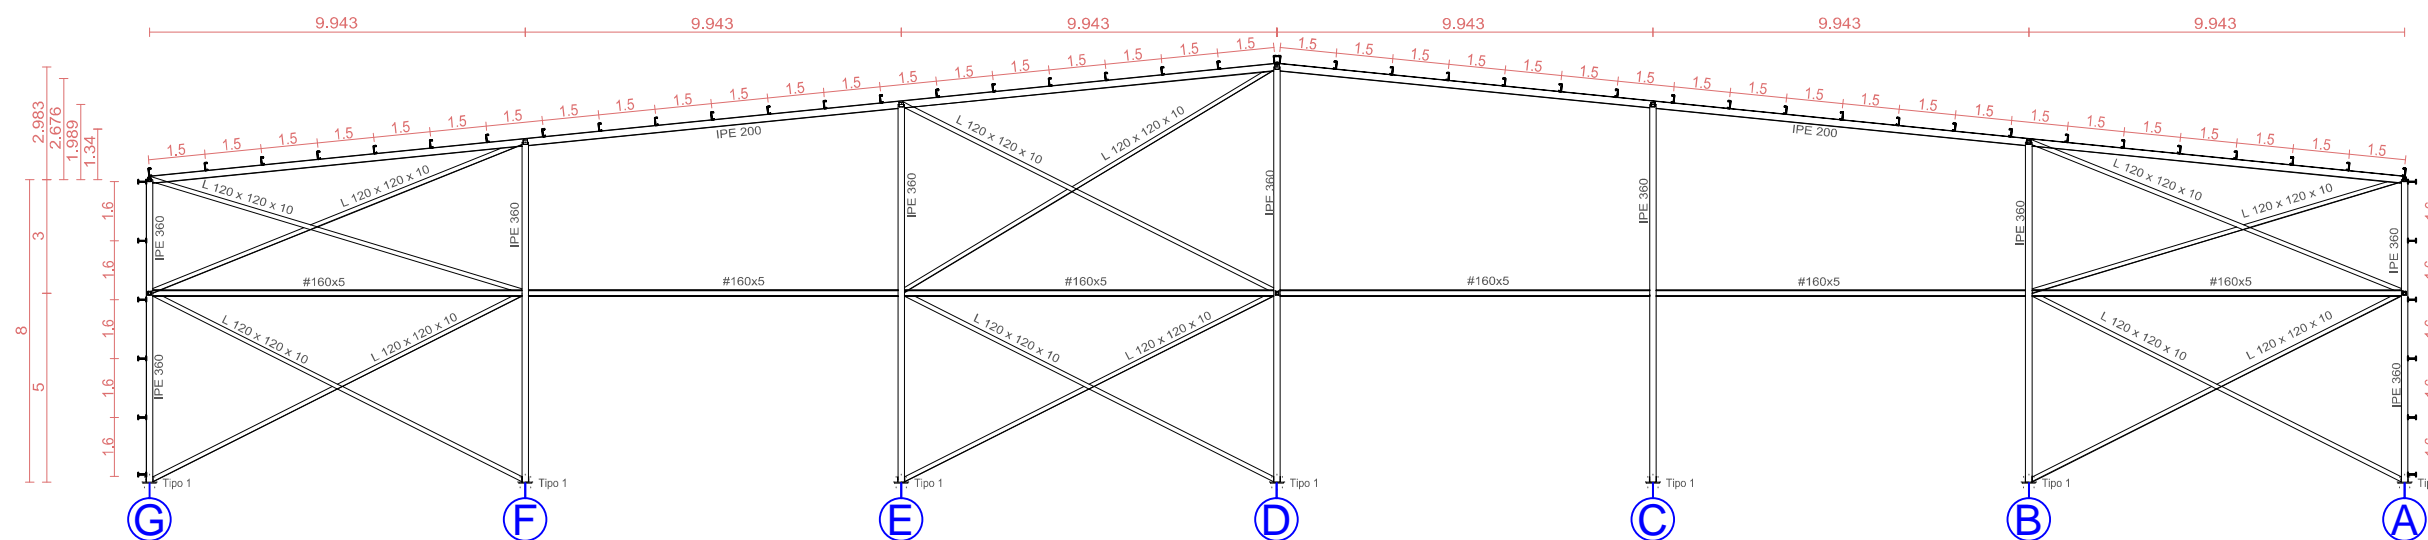 9.943 9.943 9.943 9.943 9.943 9.943
1.5 1.5 1.5 1.5 1.5 1.5 1.5 1.5 1.5 1.5 1.5 1.5 1.5 1.5 1.5 1.5 1.5 1.5 1.5 1.5
1.5 1.5 1.5 1.5 1.5 1.5 1.5 1.5 1.5 1.5 1.5 1.5 1.5 1.5 1.5 1.5 1.5 1.5 1.5 1.5
2.983
2.676
1.989
1.34
IPE 200
IPE 200
L 120 x 120 x 10
L 120 x 120 x 10
L 120 x 120 x 10
L 120 x 120 x 10
L 120 x 120 x 10
L 120 x 120 x 10
IPE 360
IPE 360
IPE 360
IPE 360
IPE 360
IPE 360
IPE 360
8
3
5
1.6
1.6
1.6
1.6
1.6
#160x5 #160x5 #160x5 #160x5 #160x5 #160x5
L 120 x 120 x 10
L 120 x 120 x 10
L 120 x 120 x 10
L 120 x 120 x 10
L 120 x 120 x 10
L 120 x 120 x 10
IPE 360
IPE 360
Tipo 1 Tipo 1 Tipo 1 Tipo 1 Tipo 1 Tipo 1
G F E D C B A